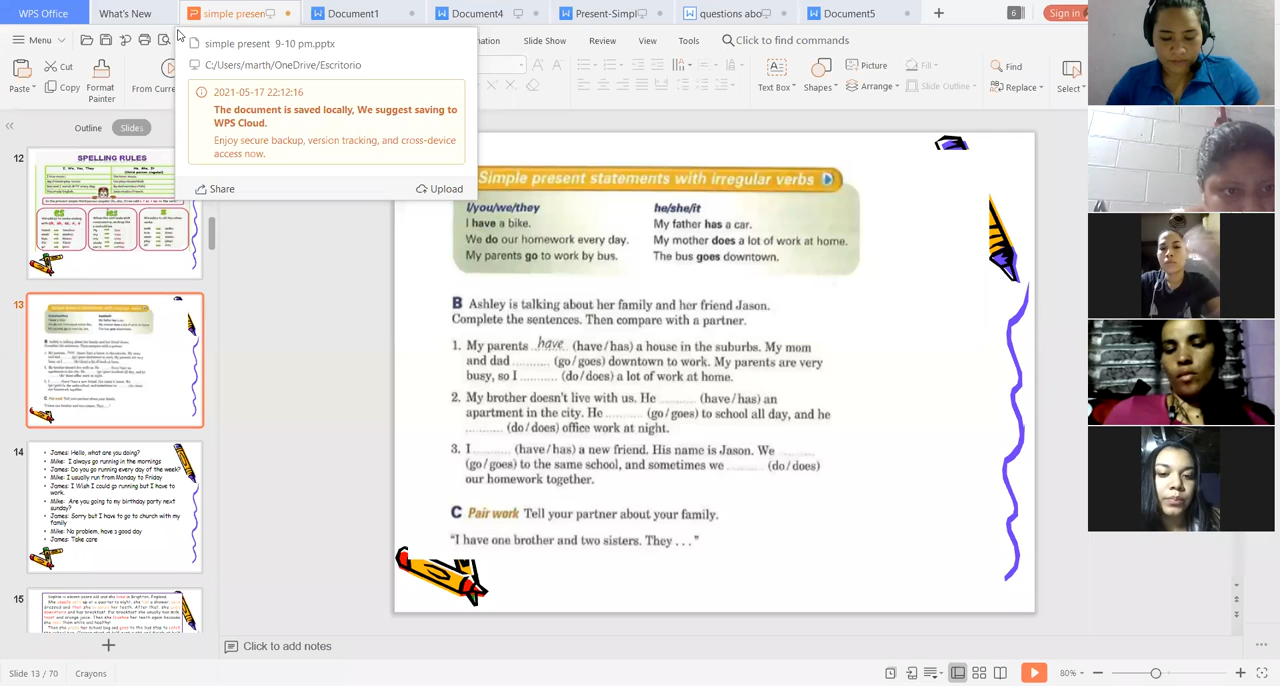 WPS Office
What's New
simple presen
Document1
Document4
Present-Simpl
questions abo
Document5
6
Sign in
Menu
simple present 9-10 pm.pptx
C:/Users/marth/OneDrive/Escritorio
2021-05-17 22:12:16
The document is saved locally, We suggest saving to
WPS Cloud.
Enjoy secure backup, version tracking, and cross-device
access now.
Share
Upload
Slide Show
Review
View
Tools
Click to find commands
Paste
Cut
Copy
Format
Painter
From Curre
Text Box
Shapes
Picture
Arrange
Fill
Slide Outline
Find
Replace
Select
Outline
Slides
12
SPELLING RULES
13
14
James: Hello, what are you doing?
Mike: I always go running in the mornings
James: Do you go running every day of the week?
Mike: I usually run from Monday to Friday
James: I Wish I could go running but I have to
work.
Mike: Are you going to my birthday party next
sunday?
James: Sorry but I have to go to church with my
family
Mike: No problem, have a good day
James: Take care
15
Simple present statements with irregular verbs
I/you/we/they
I have a bike.
We do our homework every day.
My parents go to work by bus.
he/she/it
My father has a car.
My mother does a lot of work at home.
The bus goes downtown.
B Ashley is talking about her family and her friend Jason.
Complete the sentences. Then compare with a partner.
1. My parents have (have/has) a house in the suburbs. My mom
and dad .......... (go/goes) downtown to work. My parents are very
busy, so I .......... (do/does) a lot of work at home.
2. My brother doesn't live with us. He .......... (have/has) an
apartment in the city. He .......... (go/goes) to school all day, and he
.......... (do/does) office work at night.
3. I .......... (have/has) a new friend. His name is Jason. We ..........
(go/goes) to the same school, and sometimes we .......... (do/does)
our homework together.
C Pair work Tell your partner about your family.
"I have one brother and two sisters. They . . ."
Click to add notes
Slide 13 / 70
Crayons
80%